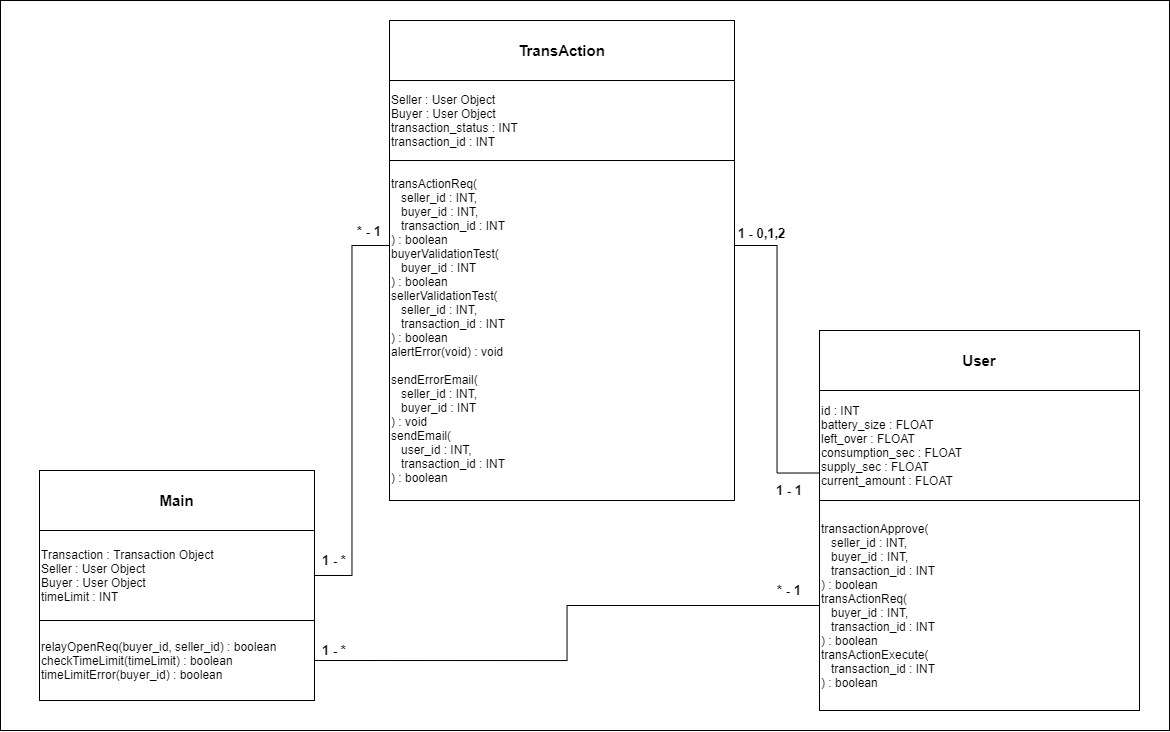 TransAction
Seller : User Object
Buyer : User Object
transaction_status : INT
transaction_id : INT
transActionReq(
seller_id : INT,
buyer_id : INT,
transaction_id : INT
) : boolean
buyerValidationTest(
buyer_id : INT
) : boolean
sellerValidationTest(
seller_id : INT,
transaction_id : INT
) : boolean
alertError(void) : void
sendErrorEmail(
seller_id : INT,
buyer_id : INT
) : void
sendEmail(
user_id : INT,
transaction_id : INT
) : boolean
* - 1
1 - 0,1,2
User
id : INT
battery_size : FLOAT
left_over : FLOAT
consumption_sec : FLOAT
supply_sec : FLOAT
current_amount : FLOAT
transactionApprove(
seller_id : INT,
buyer_id : INT,
transaction_id : INT
) : boolean
transActionReq(
buyer_id : INT,
transaction_id : INT
) : boolean
transActionExecute(
transaction_id : INT
) : boolean
1 - 1
* - 1
Main
Transaction : Transaction Object
Seller : User Object
Buyer : User Object
timeLimit : INT
relayOpenReq(buyer_id, seller_id) : boolean
checkTimeLimit(timeLimit) : boolean
timeLimitError(buyer_id) : boolean
1 - *
1 - *